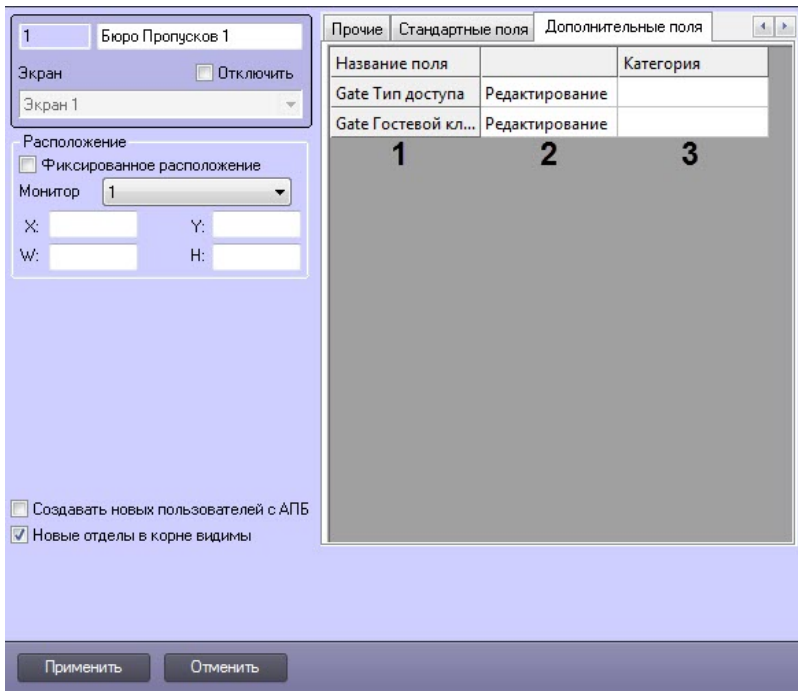 1 Бюро Пропусков 1
Экран Отключить
Экран 1
Расположение
Фиксированное расположение
Монитор 1
X: Y:
W: H:
Создавать новых пользователей с АПБ
Новые отделы в корне видимы
Прочие Стандартные поля Дополнительные поля
Название поля Категория
Gate Тип доступа Редактирование
Gate Гостевой кл... Редактирование
1 2 3
Применить Отменить